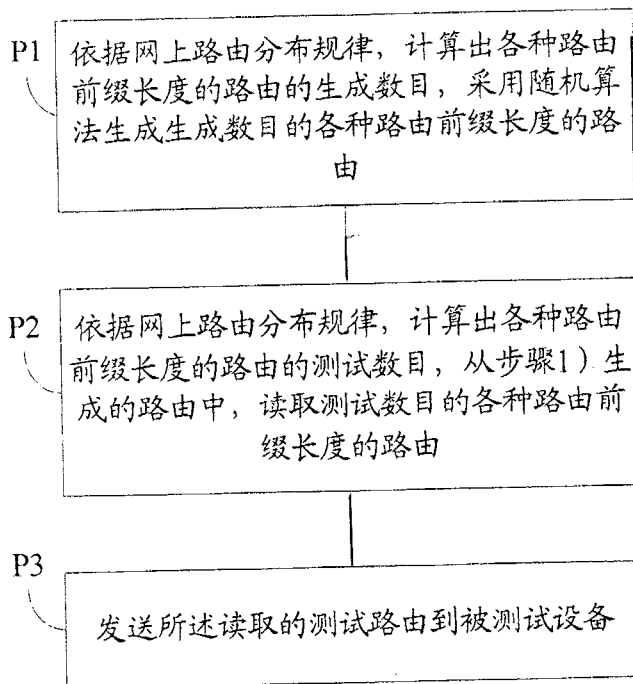 P1
依据网上路由分布规律，计算出各种路由
前缀长度的路由的生成数目，采用随机算
法生成生成数目的各种路由前缀长度的路
由
P2
依据网上路由分布规律，计算出各种路由
前缀长度的路由的测试数目，从步骤1）生
成的路由中，读取测试数目的各种路由前
缀长度的路由
P3
发送所述读取的测试路由到被测试设备